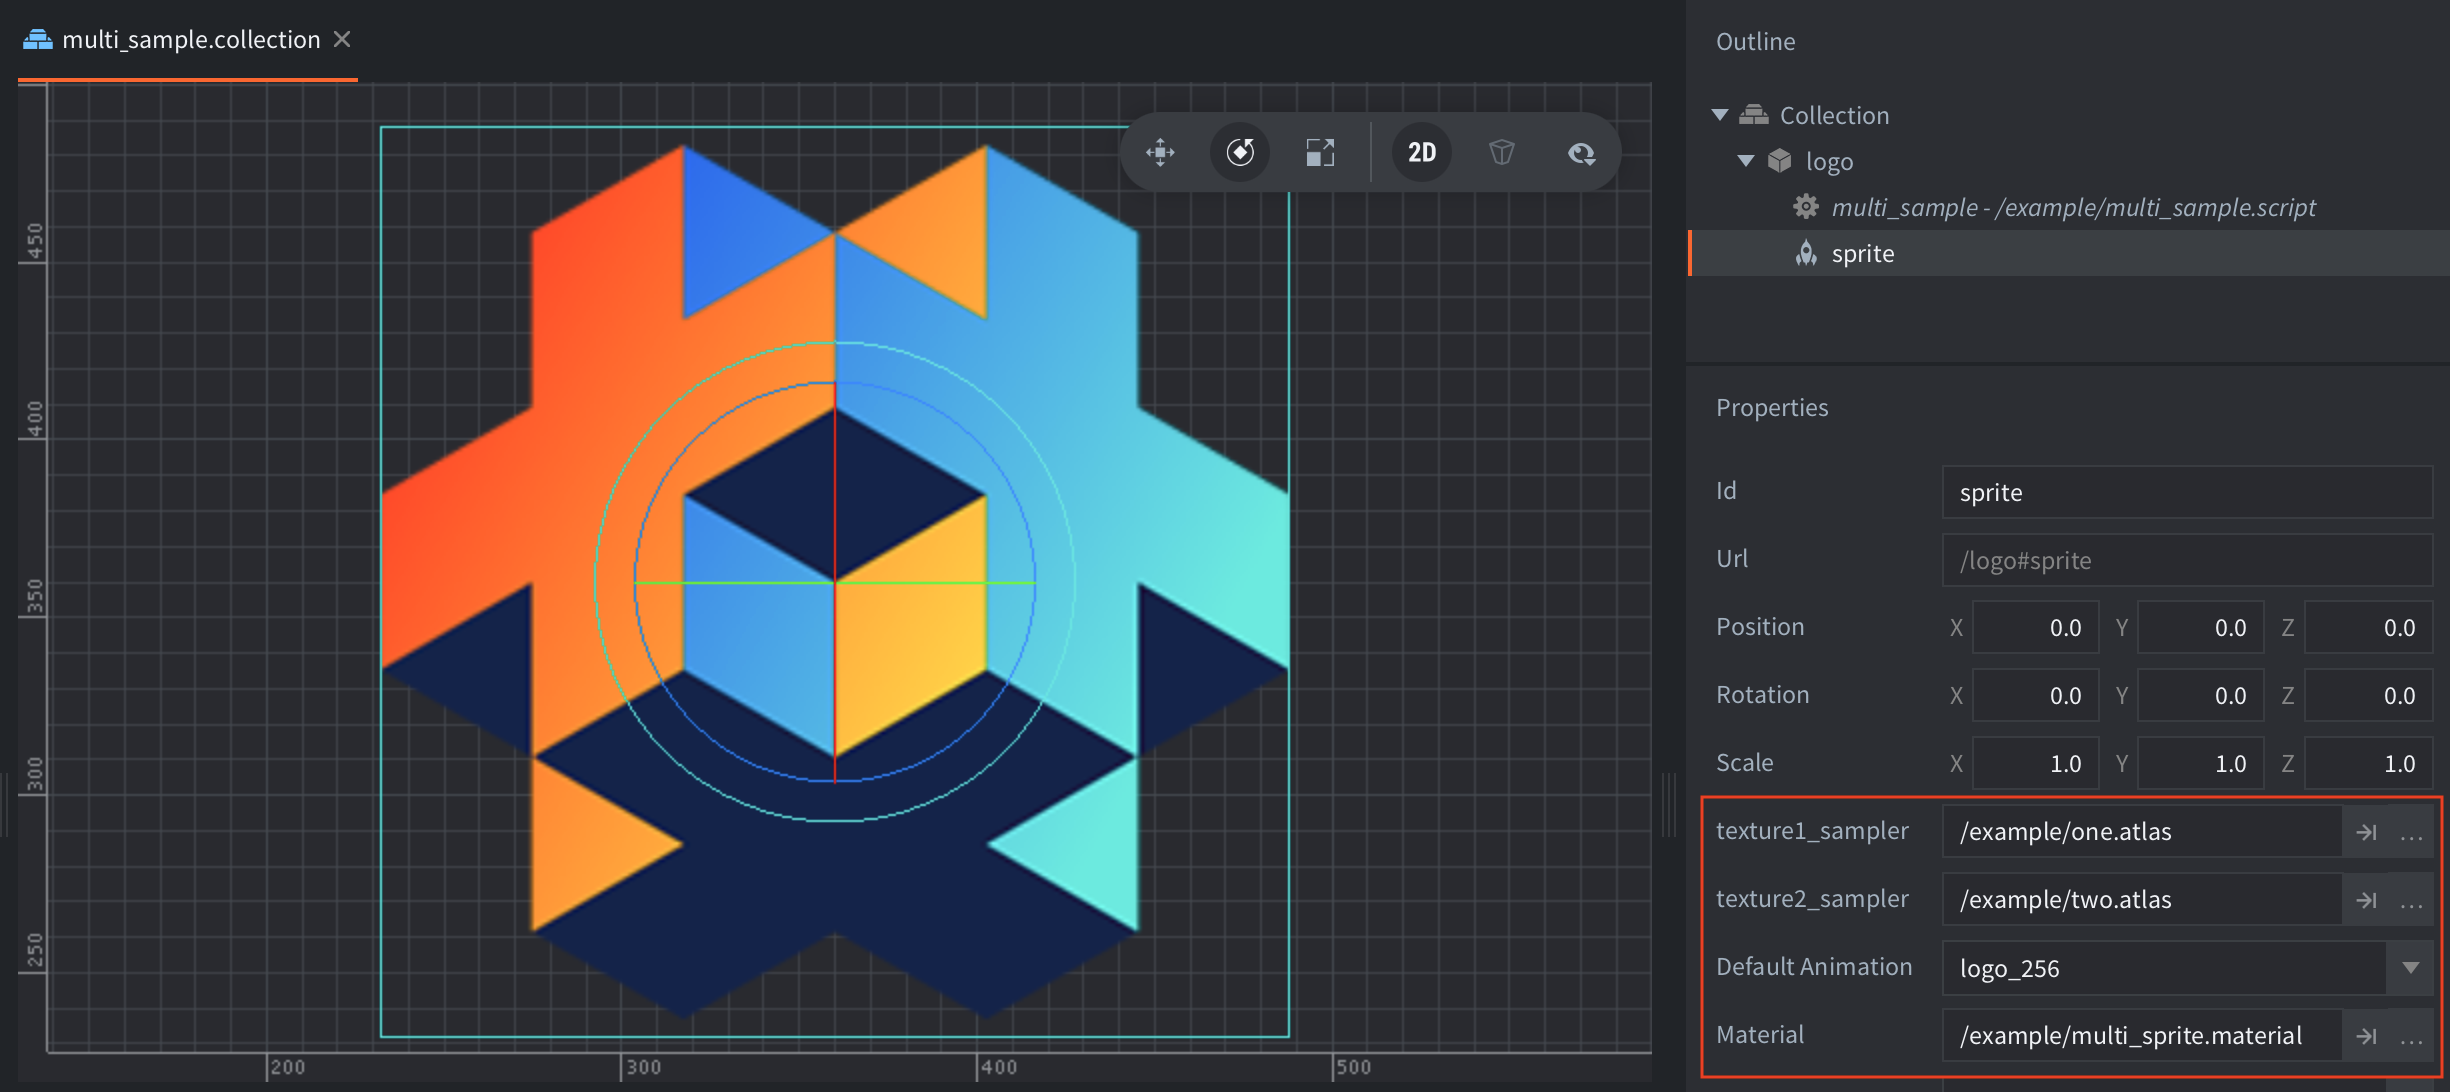 multi_sample.collection
2D
450
400
350
300
250
200
300
400
500
Outline
Collection
logo
multi_sample - /example/multi_sample.script
sprite
Properties
Id sprite
Url /logo#sprite
Position X 0.0 Y 0.0 Z 0.0
Rotation X 0.0 Y 0.0 Z 0.0
Scale X 1.0 Y 1.0 Z 1.0
texture1_sampler /example/one.atlas ...
texture2_sampler /example/two.atlas ...
Default Animation logo_256
Material /example/multi_sprite.material ...